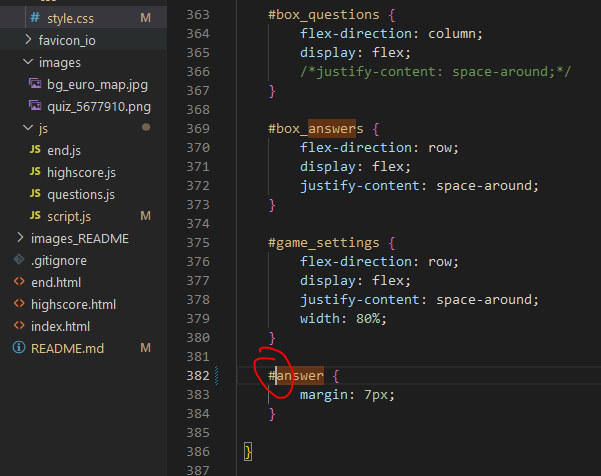 css
# style.css M
favicon_io
images
bg_euro_map.jpg
quiz_5677910.png
js
JS end.js
JS highscore.js
JS questions.js
JS script.js M
images_README
.gitignore
<> end.html
<> highscore.html
<> index.html
README.md M
363 #box_questions {
364 flex-direction: column;
365 display: flex;
366 /*justify-content: space-around;*/
367 }
368
369 #box_answers {
370 flex-direction: row;
371 display: flex;
372 justify-content: space-around;
373 }
374
375 #game_settings {
376 flex-direction: row;
377 display: flex;
378 justify-content: space-around;
379 width: 80%;
380 }
381
382 #answer {
383 margin: 7px;
384 }
385
386 }
387